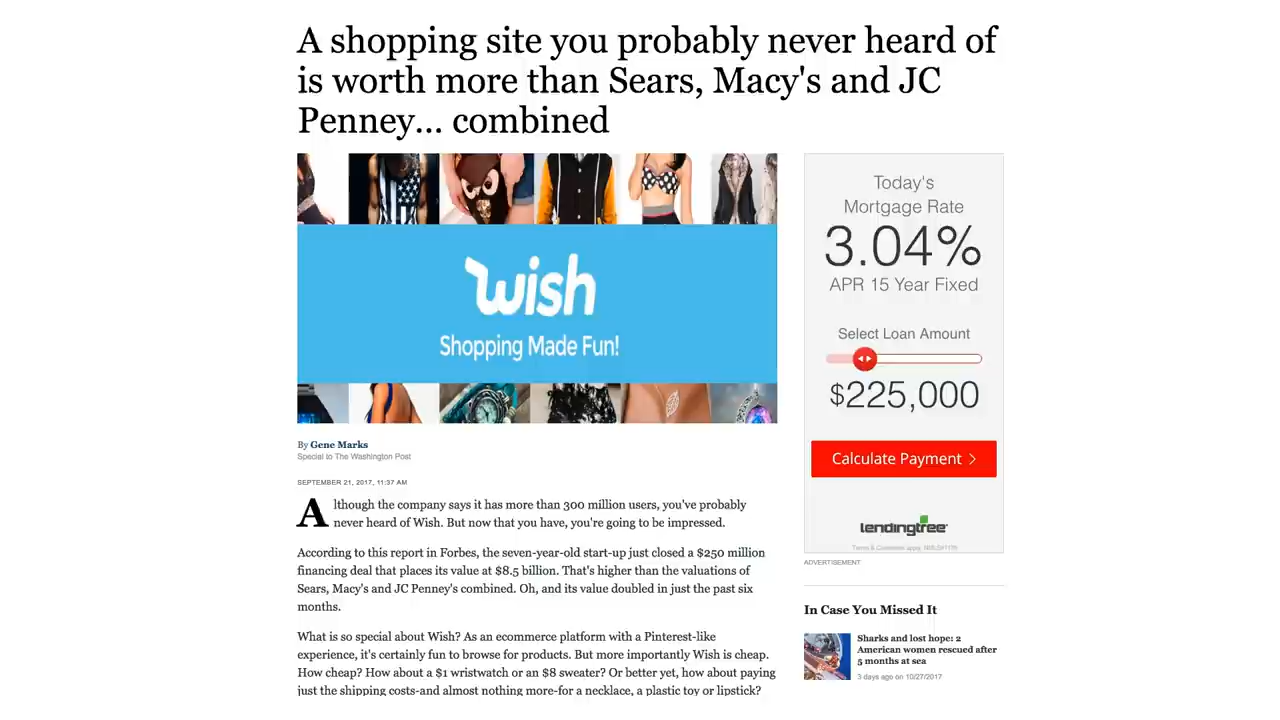 A shopping site you probably never heard of
is worth more than Sears, Macy's and JC
Penney... combined
wish
Shopping Made Fun!
By Gene Marks
Special to The Washington Post
SEPTEMBER 21, 2017, 11:37 AM
Although the company says it has more than 300 million users, you've probably
never heard of Wish. But now that you have, you're going to be impressed.
According to this report in Forbes, the seven-year-old start-up just closed a $250 million
financing deal that places its value at $8.5 billion. That's higher than the valuations of
Sears, Macy's and JC Penney's combined. Oh, and its value doubled in just the past six
months.
What is so special about Wish? As an ecommerce platform with a Pinterest-like
experience, it's certainly fun to browse for products. But more importantly Wish is cheap.
How cheap? How about a $1 wristwatch or an $8 sweater? Or better yet, how about paying
just the shipping costs-and almost nothing more-for a necklace, a plastic toy or lipstick?
Today's
Mortgage Rate
3.04%
APR 15 Year Fixed
Select Loan Amount
$225,000
Calculate Payment >
lendingtree
Terms & Conditions apply.
ADVERTISEMENT
In Case You Missed It
Sharks and lost hope: 2
American women rescued after
5 months at sea
3 days ago on 10/27/2017